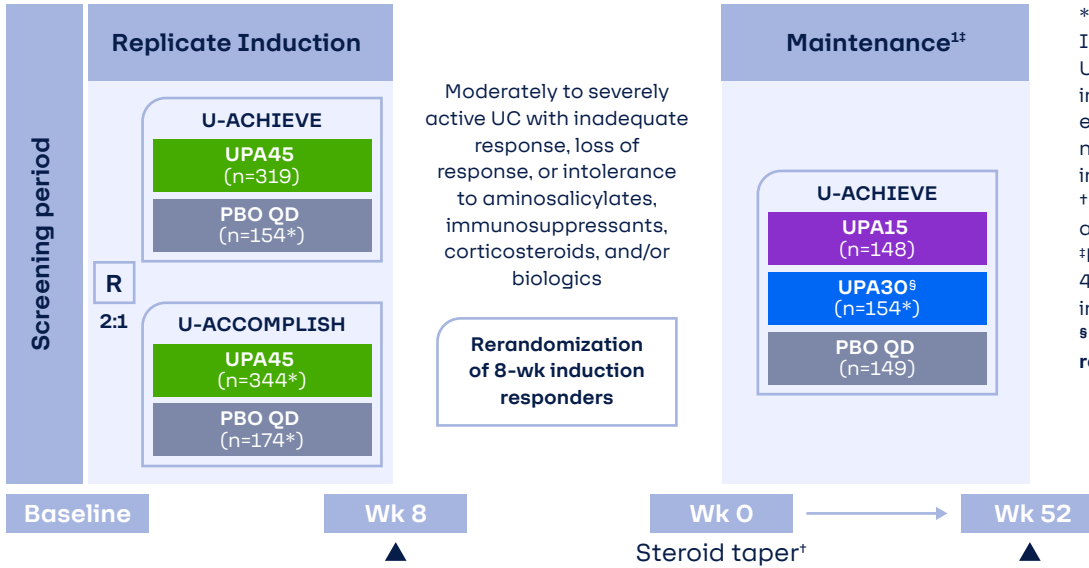 Screening period
Replicate Induction
U-ACHIEVE
UPA45
(n=319)
PBO QD
(n=154*)
R
2:1
U-ACCOMPLISH
UPA45
(n=344*)
PBO QD
(n=174*)
Moderately to severely
active UC with inadequate
response, loss of
response, or intolerance
to aminosalicylates,
immunosuppressants,
corticosteroids, and/or
biologics
Rerandomization
of 8-wk induction
responders
Maintenance¹‡
U-ACHIEVE
UPA15
(n=148)
UPA30§
(n=154*)
PBO QD
(n=149)
Baseline
Wk 8
Wk 0
Wk 52
Steroid taper†
*
†
‡
4
§